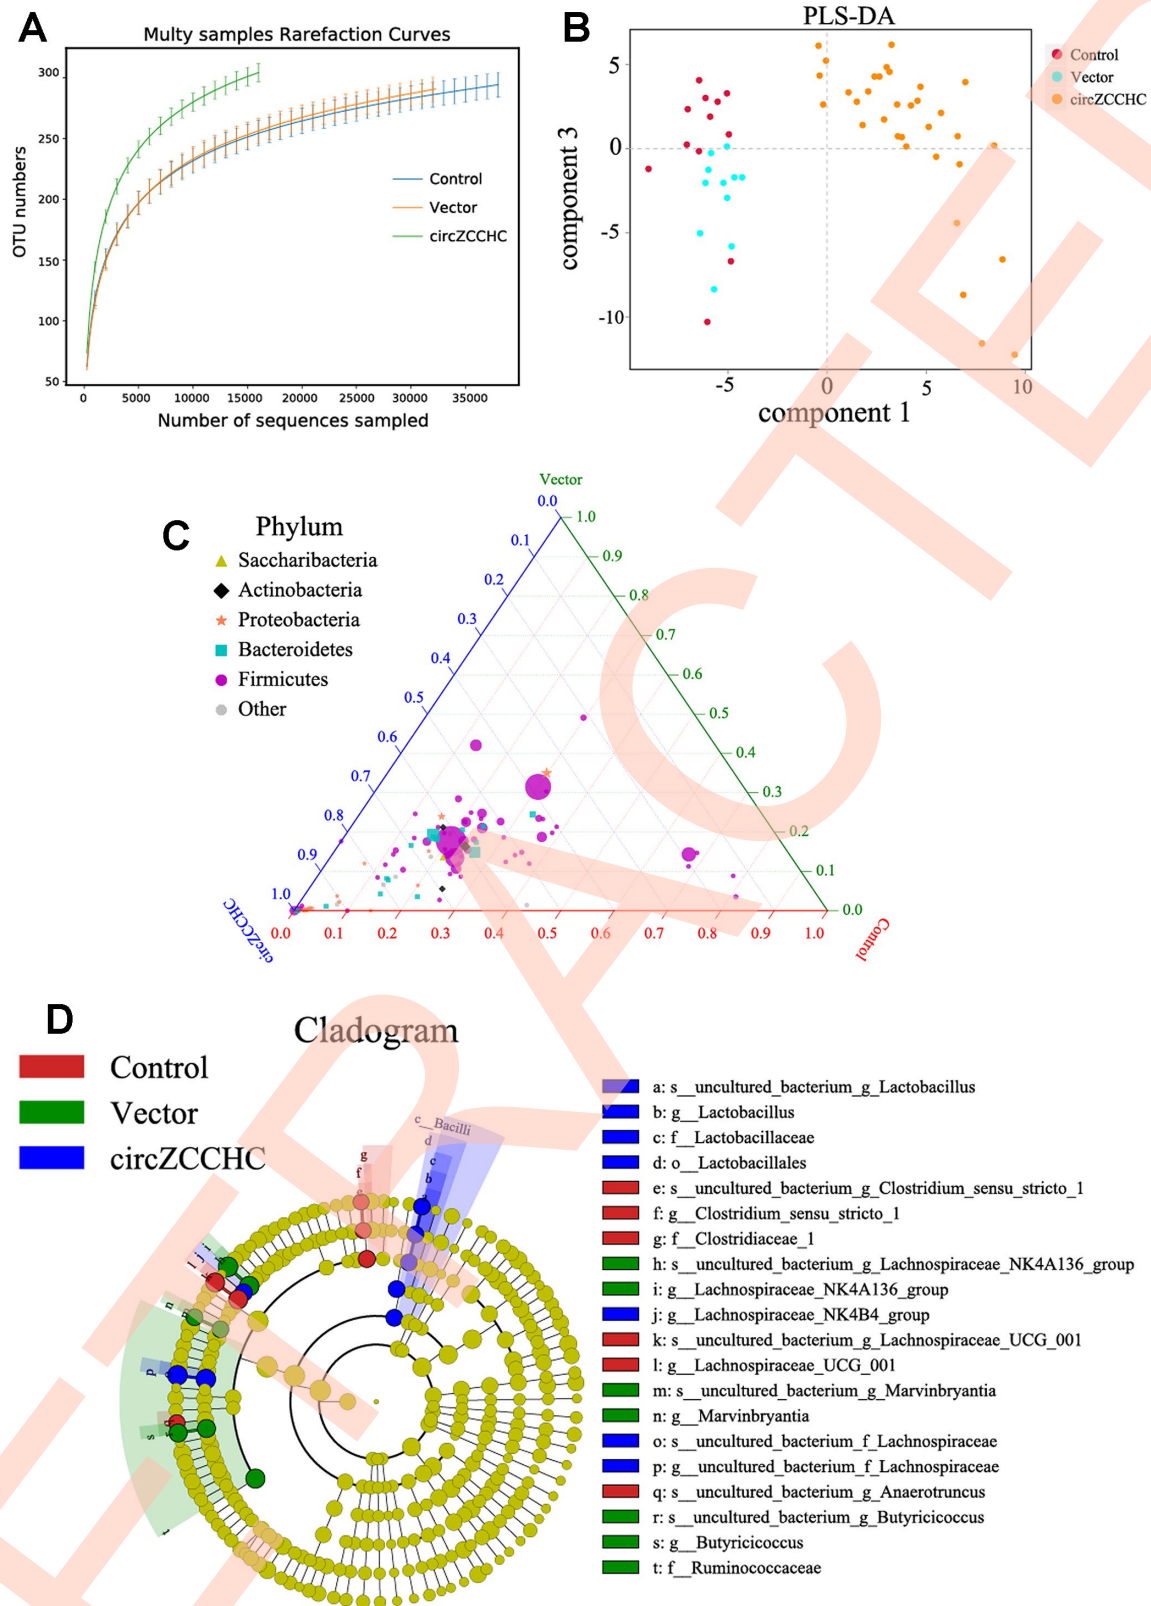 A
Multy samples Rarefaction Curves
OTU numbers
300
250
200
150
100
50
0 5000 10000 15000 20000 25000 30000 35000
Number of sequences sampled
Control
Vector
circZCCHC
B
PLS-DA
component 3
5
0
-5
-10
-5 0 5 10
component 1
Control
Vector
circZCCHC
C
Phylum
Saccharibacteria
Actinobacteria
Proteobacteria
Bacteroidetes
Firmicutes
Other
Vector
0.0
0.1
0.2
0.3
0.4
0.5
0.6
0.7
0.8
0.9
1.0
1.0
0.9
0.8
0.7
0.6
0.5
0.4
0.3
0.2
0.1
0.0
circZCCHC
0.0 0.1 0.2 0.3 0.4 0.5 0.6 0.7 0.8 0.9 1.0
Control
D
Cladogram
Control
Vector
circZCCHC
c__Bacilli
d
c
b
a
g
f
e
n
p
s
t
a: s__uncultured_bacterium_g_Lactobacillus
b: g__Lactobacillus
c: f__Lactobacillaceae
d: o__Lactobacillales
e: s__uncultured_bacterium_g_Clostridium_sensu_stricto_1
f: g__Clostridium_sensu_stricto_1
g: f__Clostridiaceae_1
h: s__uncultured_bacterium_g_Lachnospiraceae_NK4A136_group
i: g__Lachnospiraceae_NK4A136_group
j: g__Lachnospiraceae_NK4B4_group
k: s__uncultured_bacterium_g_Lachnospiraceae_UCG_001
l: g__Lachnospiraceae_UCG_001
m: s__uncultured_bacterium_g_Marvinbryantia
n: g__Marvinbryantia
o: s__uncultured_bacterium_f_Lachnospiraceae
p: g__uncultured_bacterium_f_Lachnospiraceae
q: s__uncultured_bacterium_g_Anaerotruncus
r: s__uncultured_bacterium_g_Butyricicoccus
s: g__Butyricicoccus
t: f__Ruminococcaceae